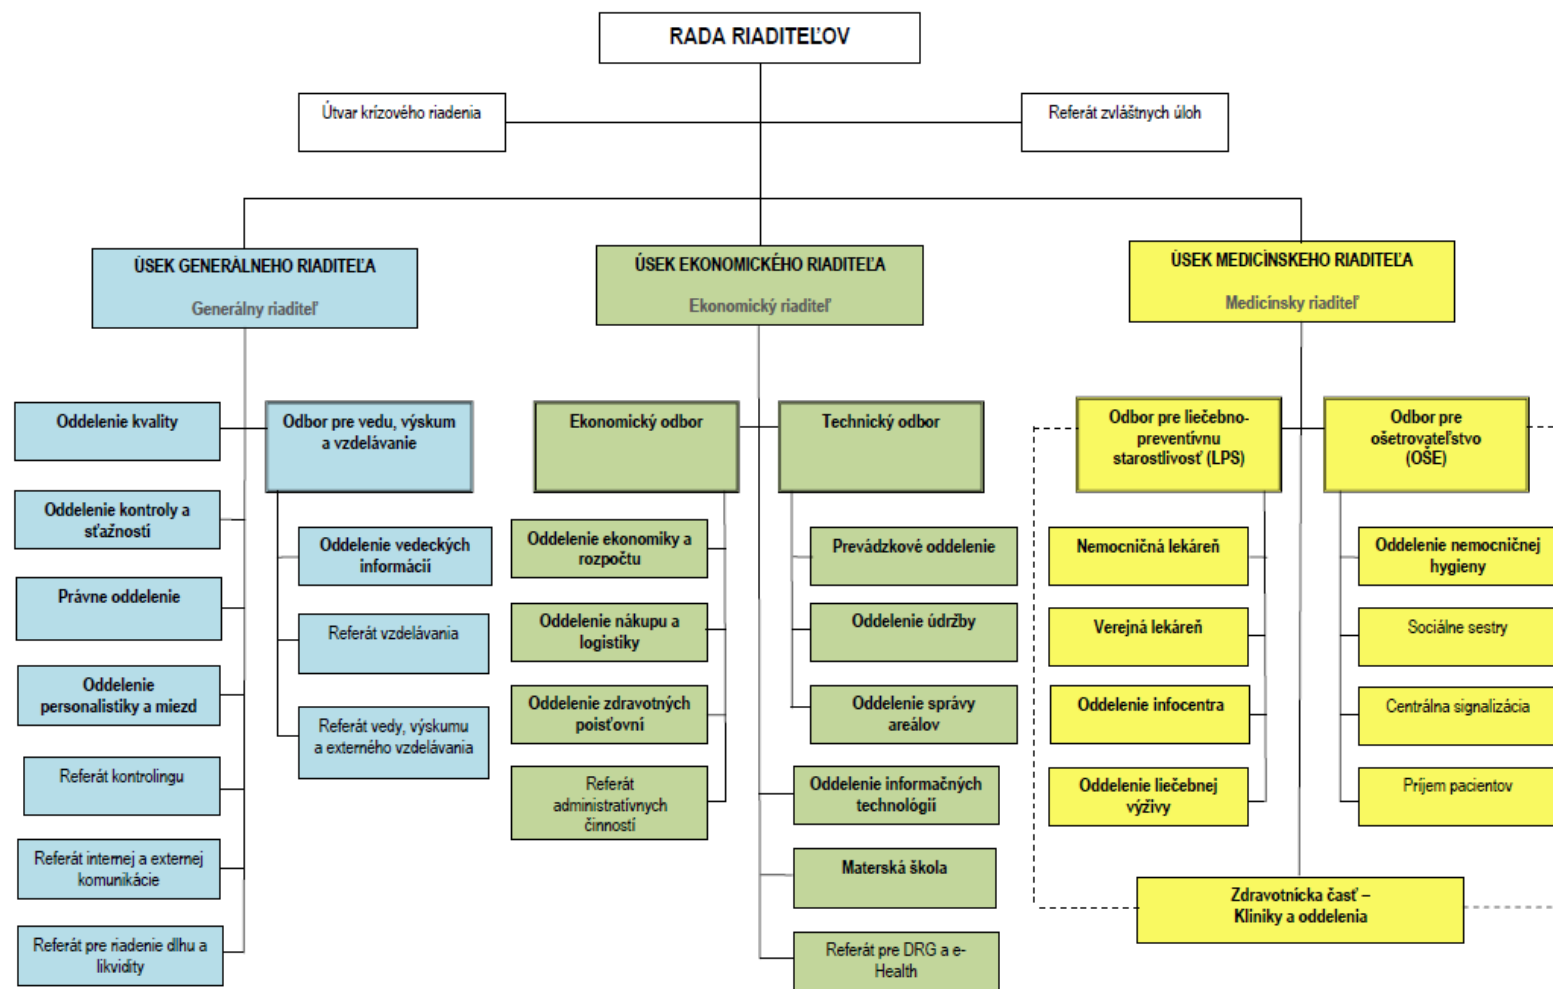 RADA RIADITEĽOV
Útvar krízového riadenia
Referát zvláštnych úloh
ÚSEK GENERÁLNEHO RIADITEĽA
Generálny riaditeľ
ÚSEK EKONOMICKÉHO RIADITEĽA
Ekonomický riaditeľ
ÚSEK MEDICÍNSKEHO RIADITEĽA
Medicínsky riaditeľ
Oddelenie kvality
Oddelenie kontroly a
sťažností
Právne oddelenie
Oddelenie
personalistiky a miezd
Referát kontrolingu
Referát internej a externej
komunikácie
Referát pre riadenie dlhu a
likvidity
Odbor pre vedu, výskum
a vzdelávanie
Oddelenie vedeckých
informácií
Referát vzdelávania
Referát vedy, výskumu
a externého vzdelávania
Ekonomický odbor
Oddelenie ekonomiky a
rozpočtu
Oddelenie nákupu a
logistiky
Oddelenie zdravotných
poisťovní
Referát
administratívnych
činností
Technický odbor
Prevádzkové oddelenie
Oddelenie údržby
Oddelenie správy
areálov
Oddelenie informačných
technológií
Materská škola
Referát pre DRG a e-
Health
Odbor pre liečebno-
preventívnu
starostlivosť (LPS)
Nemocničná lekáreň
Verejná lekáreň
Oddelenie infocentra
Oddelenie liečebnej
výživy
Odbor pre
ošetrovateľstvo
(OŠE)
Oddelenie nemocničnej
hygieny
Sociálne sestry
Centrálna signalizácia
Príjem pacientov
Zdravotnícka časť –
Kliniky a oddelenia